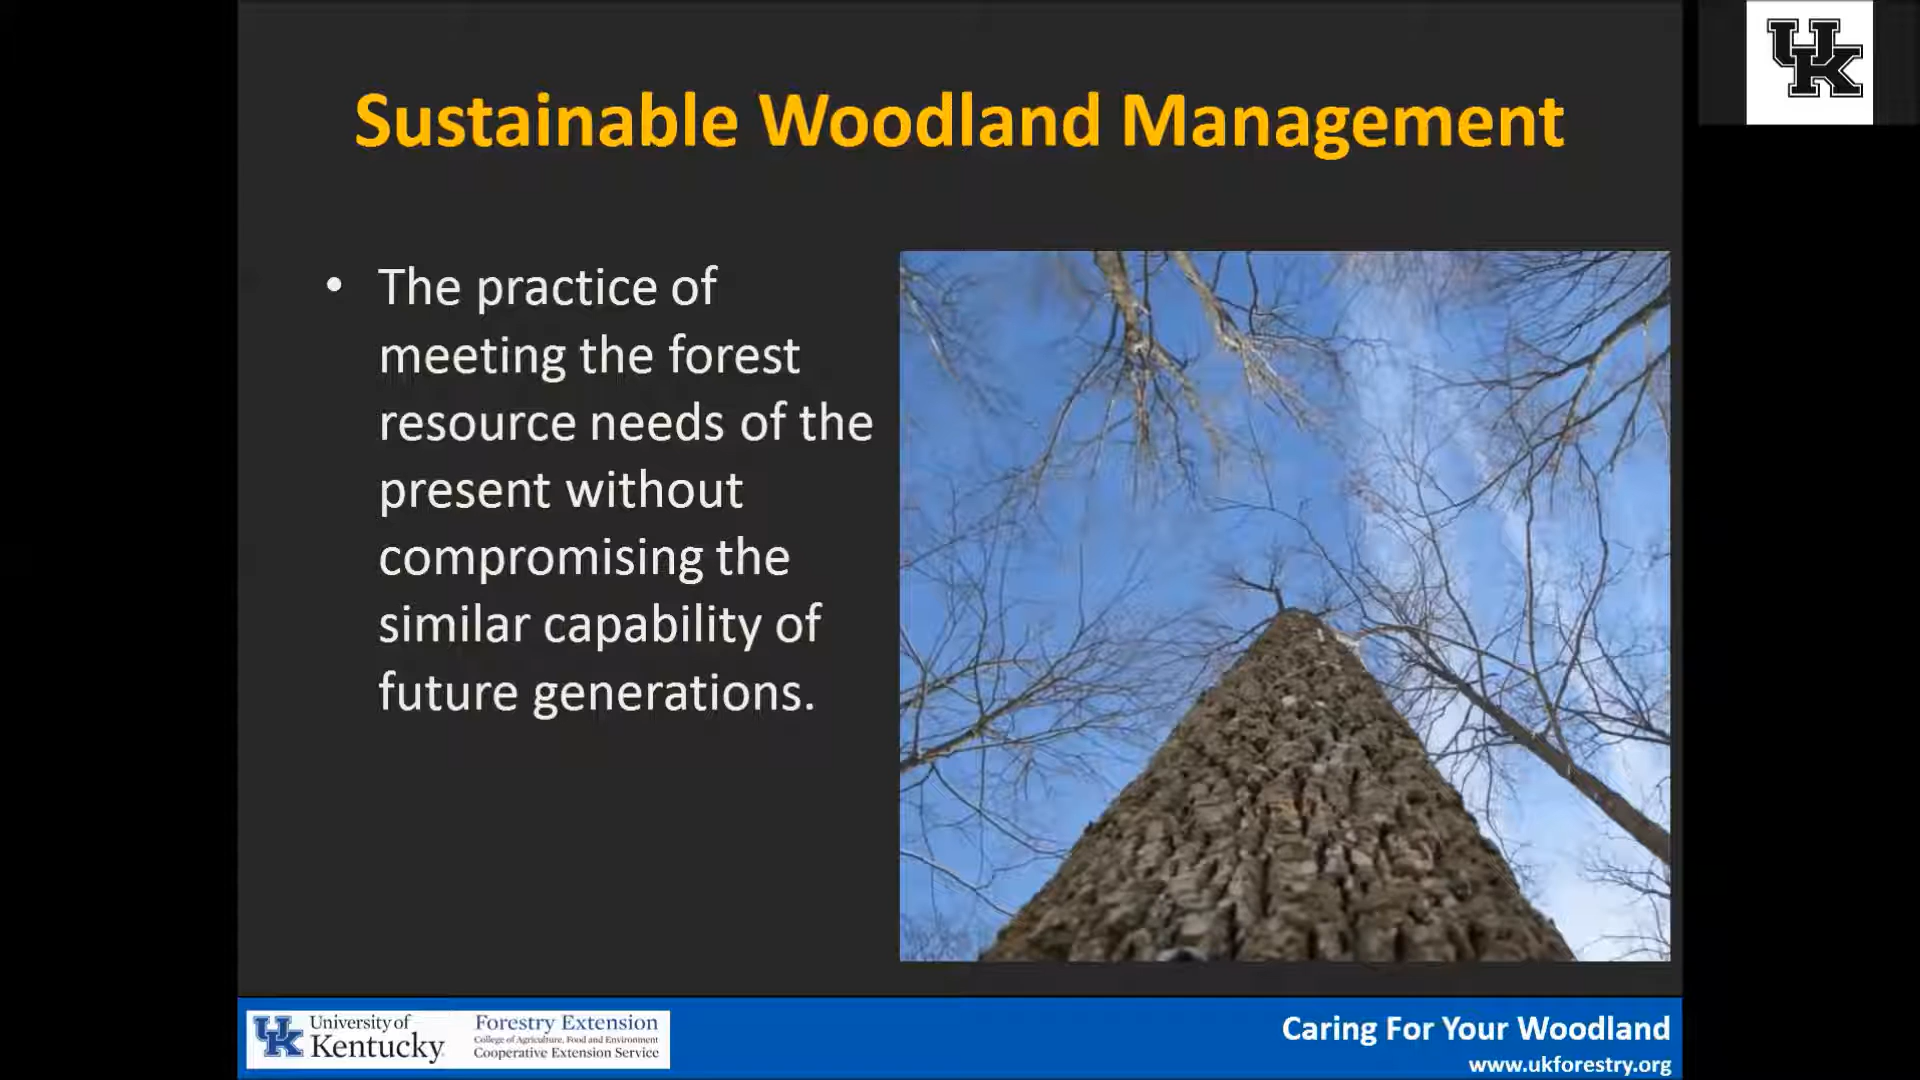 UK
Sustainable Woodland Management
• The practice of
meeting the forest
resource needs of the
present without
compromising the
similar capability of
future generations.
UK University of Kentucky
Forestry Extension
College of Agriculture, Food and Environment
Cooperative Extension Service
Caring For Your Woodland
www.ukforestry.org